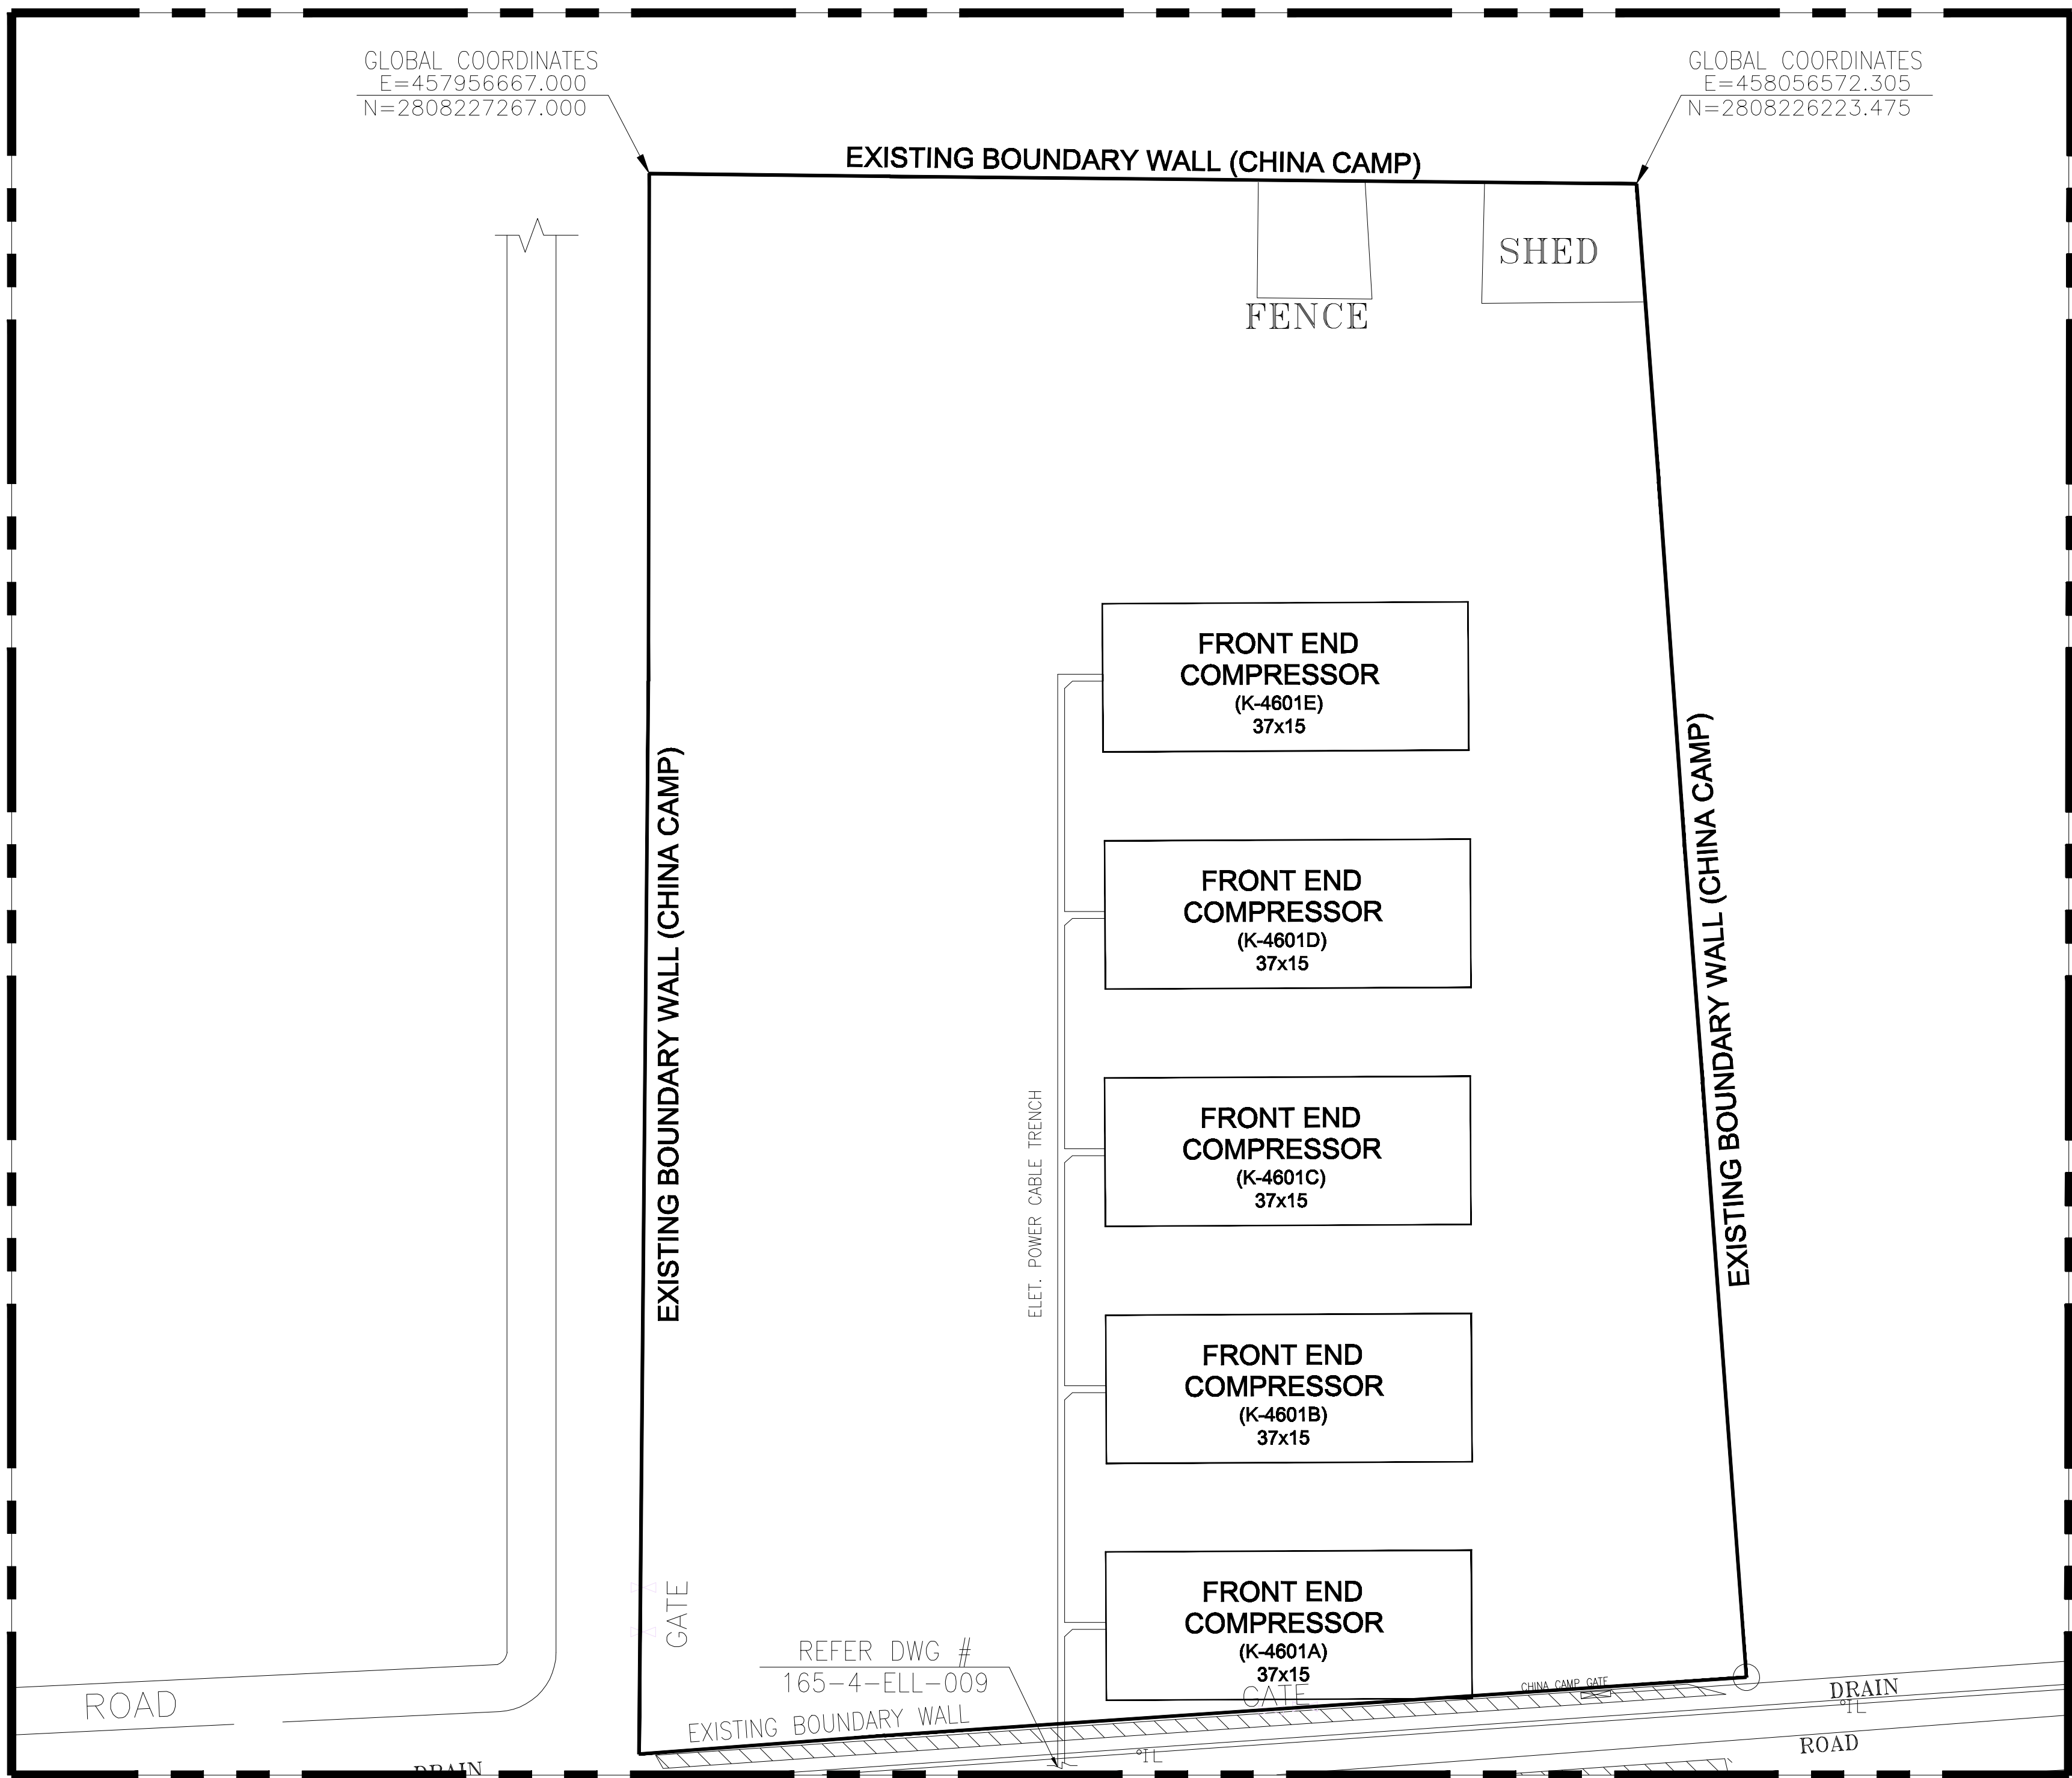 GLOBAL COORDINATES
E=457956667.000
N=2808227267.000
GLOBAL COORDINATES
E=458056572.305
N=2808226223.475
EXISTING BOUNDARY WALL (CHINA CAMP)
SHED
FENCE
FRONT END
COMPRESSOR
(K-4601E)
37x15
EXISTING BOUNDARY WALL (CHINA CAMP)
EXISTING BOUNDARY WALL (CHINA CAMP)
FRONT END
COMPRESSOR
(K-4601D)
37x15
ELET. POWER CABLE TRENCH
FRONT END
COMPRESSOR
(K-4601C)
37x15
FRONT END
COMPRESSOR
(K-4601B)
37x15
FRONT END
COMPRESSOR
(K-4601A)
37x15
GATE
REFER DWG #
165-4-ELL-009
GATE
CHINA CAMP GATE
DRAIN
TL
ROAD
EXISTING BOUNDARY WALL
TL
ROAD
DRAIN